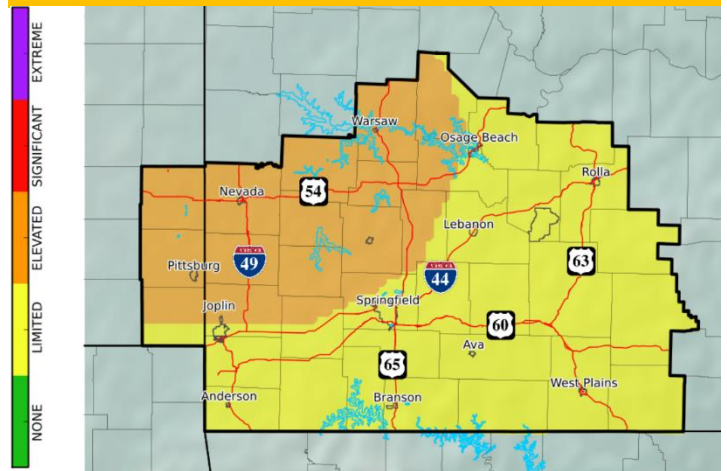 EXTREME
SIGNIFICANT
ELEVATED
LIMITED
NONE
Warsaw
Osage Beach
Rolla
Nevada
54
Lebanon
Pittsburg
49
44
63
Joplin
Springfield
60
65
Ava
Anderson
Branson
West Plains